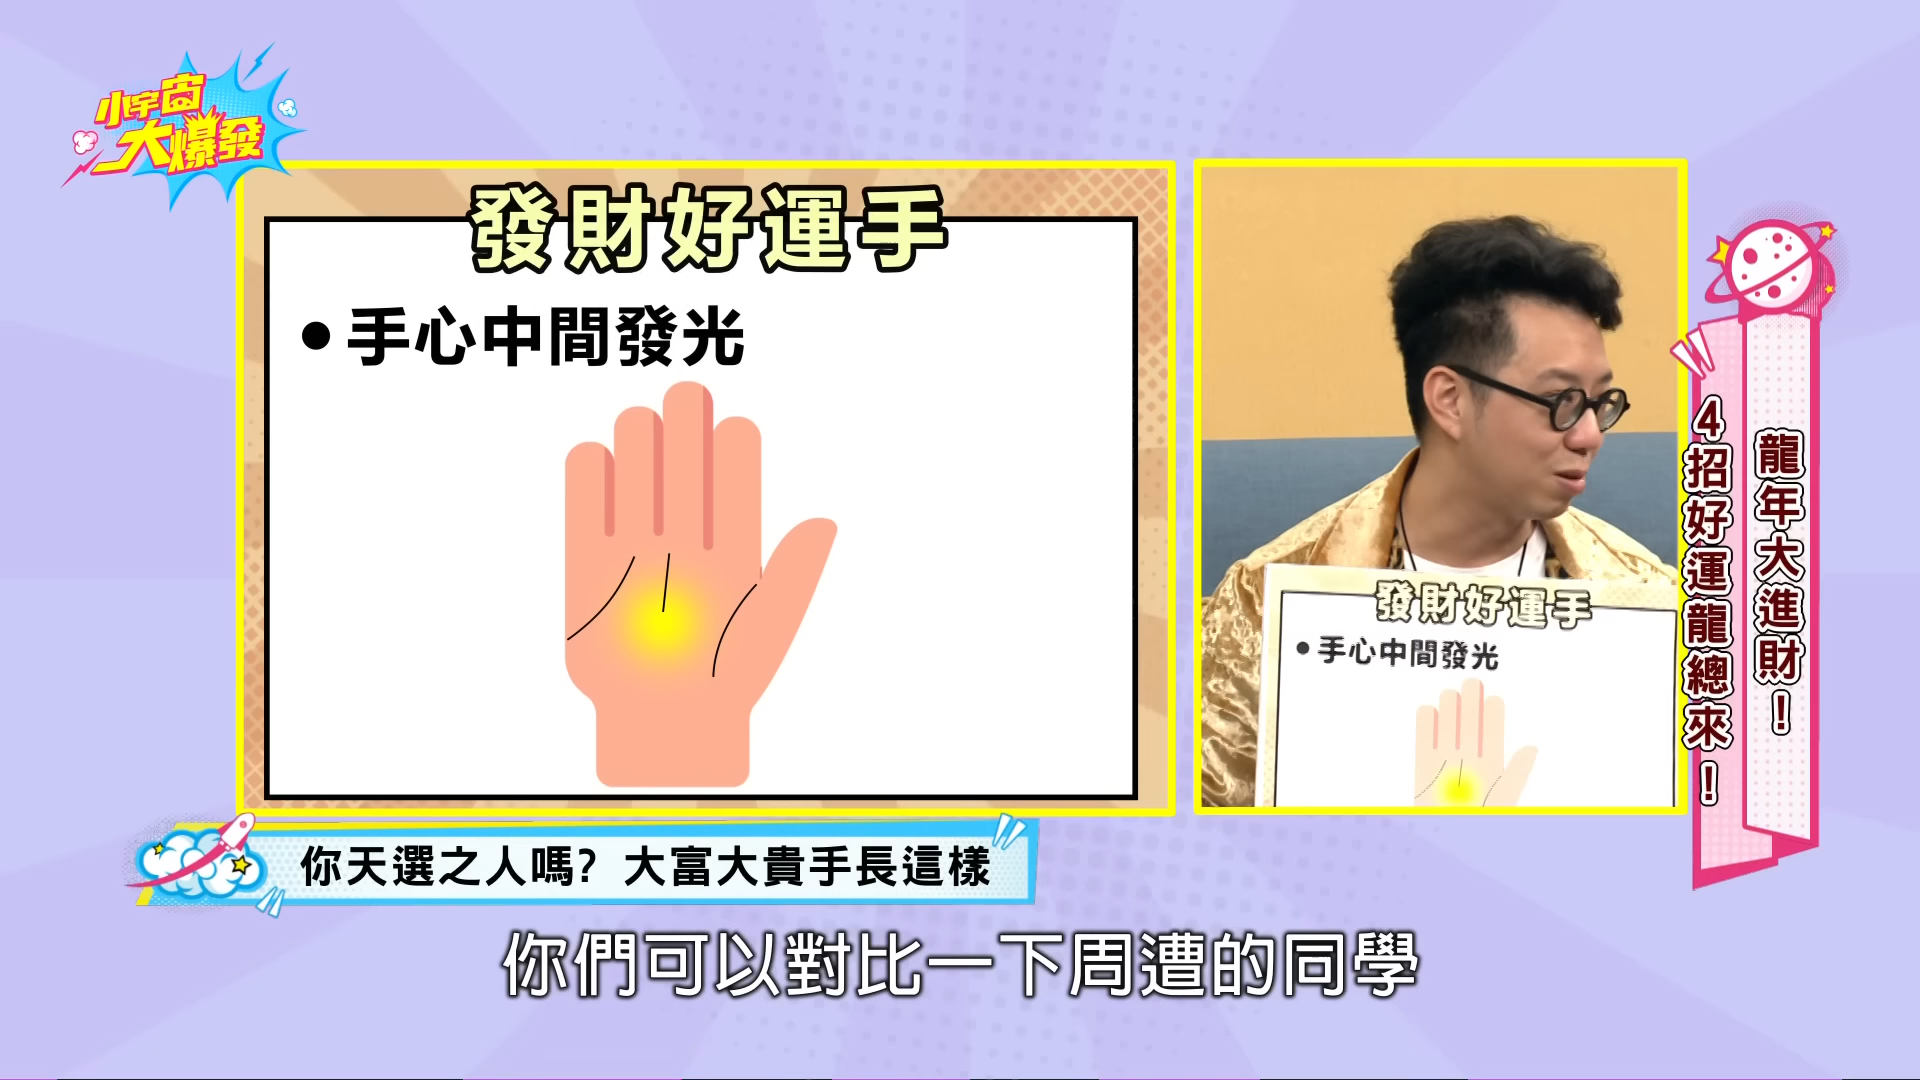 小宇宙
大爆發
發財好運手
•手心中間發光
發財好運手
•手心中間發光
龍年大進財！
4招好運龍總來！
你天選之人嗎？大富大貴手長這樣
你們可以對比一下周遭的同學